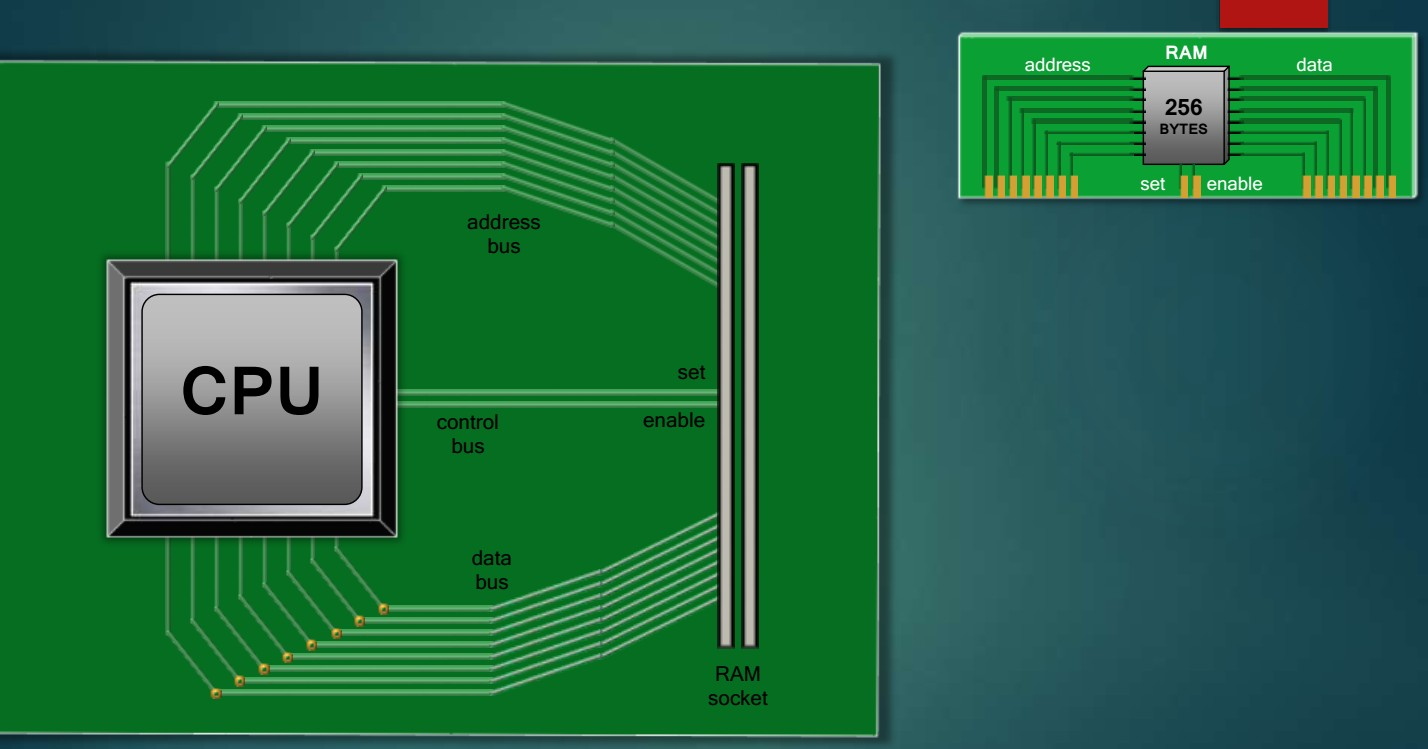 RAM
address
data
256
BYTES
set
enable
address
bus
CPU
set
control
bus
enable
data
bus
RAM
socket